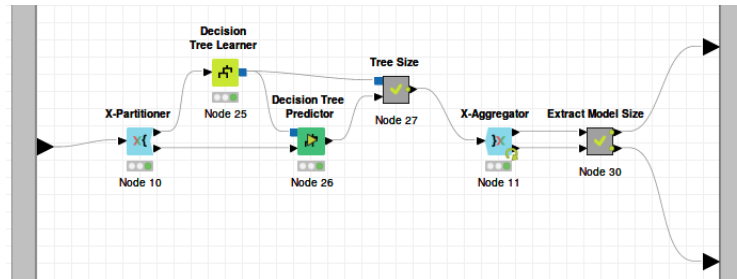 Decision
Tree Learner
Node 25
Tree Size
Node 27
X-Partitioner
Node 10
Decision Tree
Predictor
Node 26
X-Aggregator
Node 11
Extract Model Size
Node 30